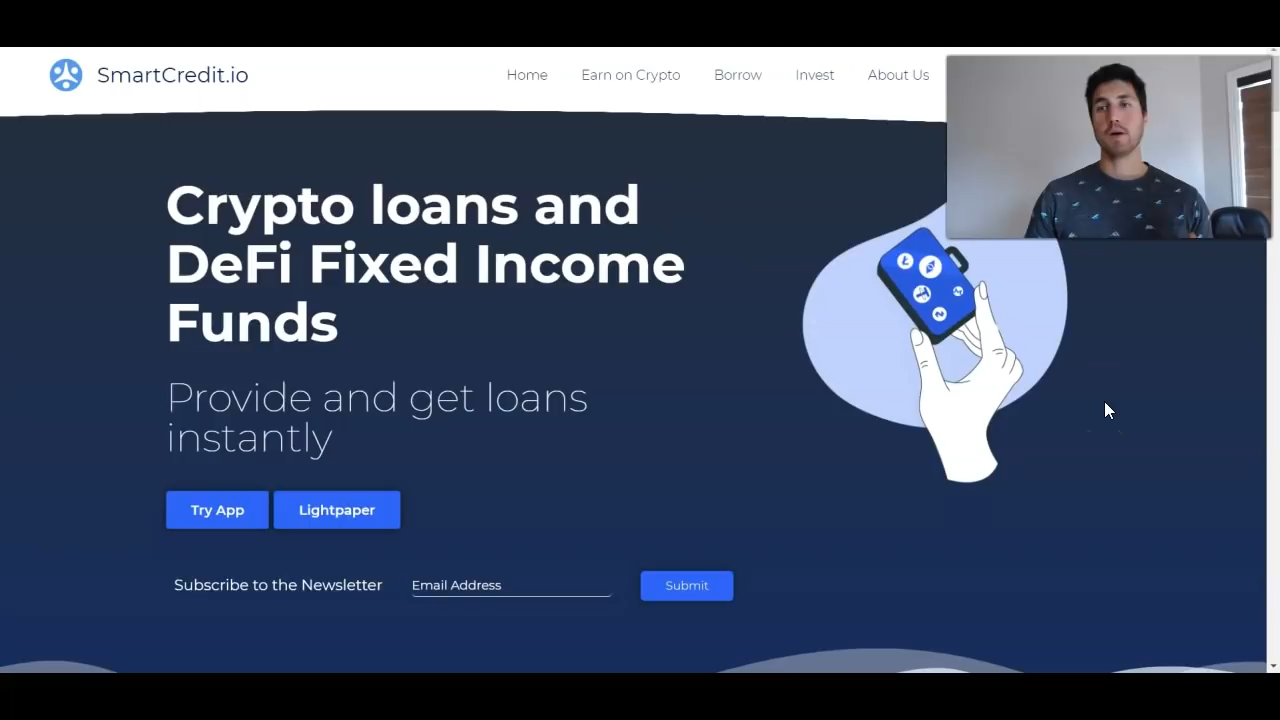 SmartCredit.io
Home
Earn on Crypto
Borrow
Invest
About Us
Crypto loans and
DeFi Fixed Income
Funds
Provide and get loans
instantly
Try App
Lightpaper
Subscribe to the Newsletter
Email Address
Submit